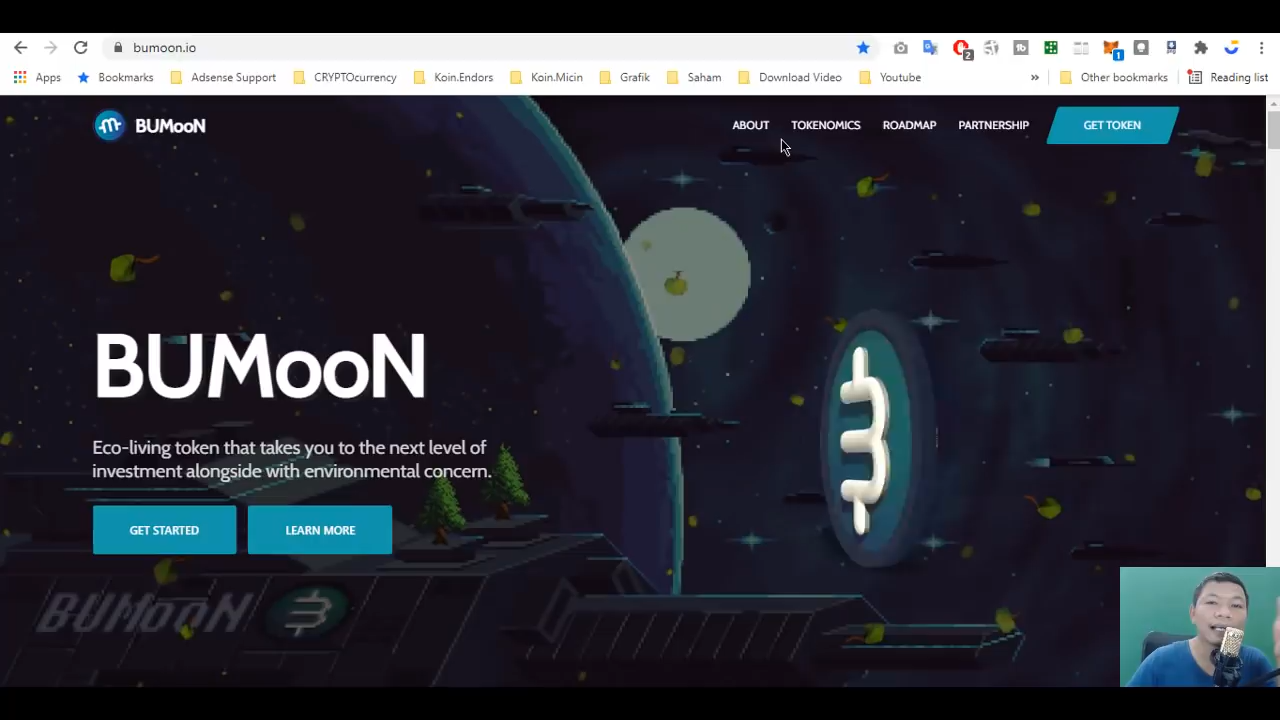 bumoon.io
2
1
Apps
Bookmarks
Adsense Support
CRYPTOcurrency
Koin.Endors
Koin.Micin
Grafik
Saham
Download Video
Youtube
»
Other bookmarks
Reading list
BUMooN
ABOUT
TOKENOMICS
ROADMAP
PARTNERSHIP
GET TOKEN
BUMooN
Eco-living token that takes you to the next level of
investment alongside with environmental concern.
GET STARTED
LEARN MORE
BUMooN